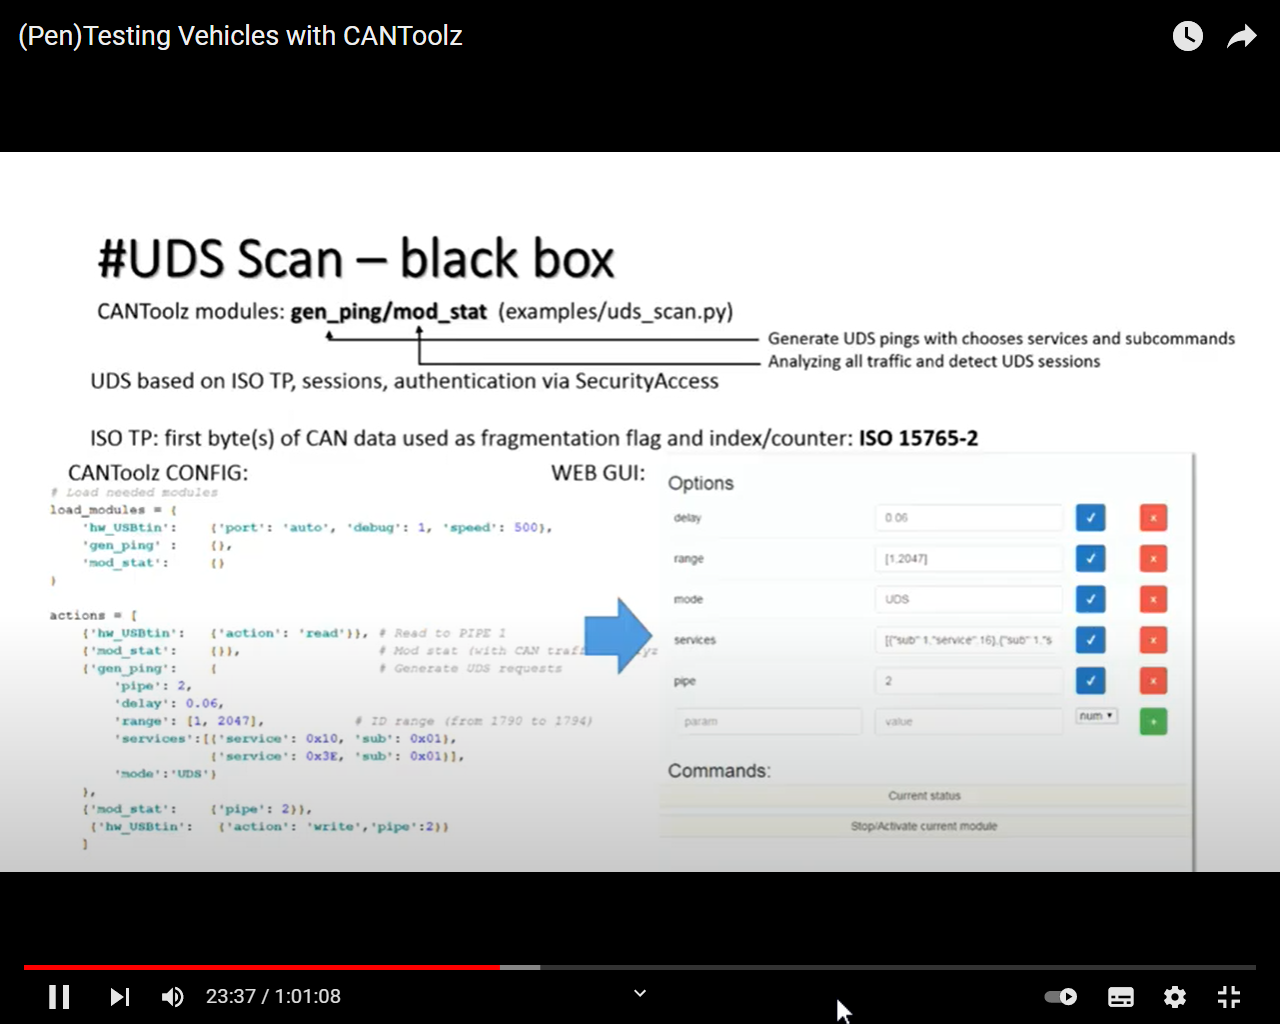 (Pen)Testing Vehicles with CANToolz
#UDS Scan – black box
CANToolz modules: gen_ping/mod_stat (examples/uds_scan.py)
Generate UDS pings with chooses services and subcommands
Analyzing all traffic and detect UDS sessions
UDS based on ISO TP, sessions, authentication via SecurityAccess
ISO TP: first byte(s) of CAN data used as fragmentation flag and index/counter: ISO 15765-2
CANToolz CONFIG:
# Load needed modules
load_modules = {
'hw_USBtin': {'port': 'auto', 'debug': 1, 'speed': 500},
'gen_ping' : {},
'mod_stat': {}
}
actions = [
{'hw_USBtin': {'action': 'read'}}, # Read to PIPE 1
{'mod_stat': {}}, # Mod stat (with CAN traf yz
{'gen_ping': { # Generate UDS requests
'pipe': 2,
'delay': 0.06,
'range': [1, 2047], # ID range (from 1790 to 1794)
'services':[{'service': 0x10, 'sub': 0x01},
{'service': 0x3E, 'sub': 0x01}],
'mode':'UDS'}
},
{'mod_stat': {'pipe': 2}},
{'hw_USBtin': {'action': 'write','pipe':2}}
]
WEB GUI:
Options
delay 0.06 ✓ x
range [1,2047] ✓ x
mode UDS ✓ x
services [{"sub" 1,"service" 16},{"sub" 1,"s ✓ x
pipe 2 ✓ x
param value num +
Commands:
Current status
Stop/Activate current module
23:37 / 1:01:08